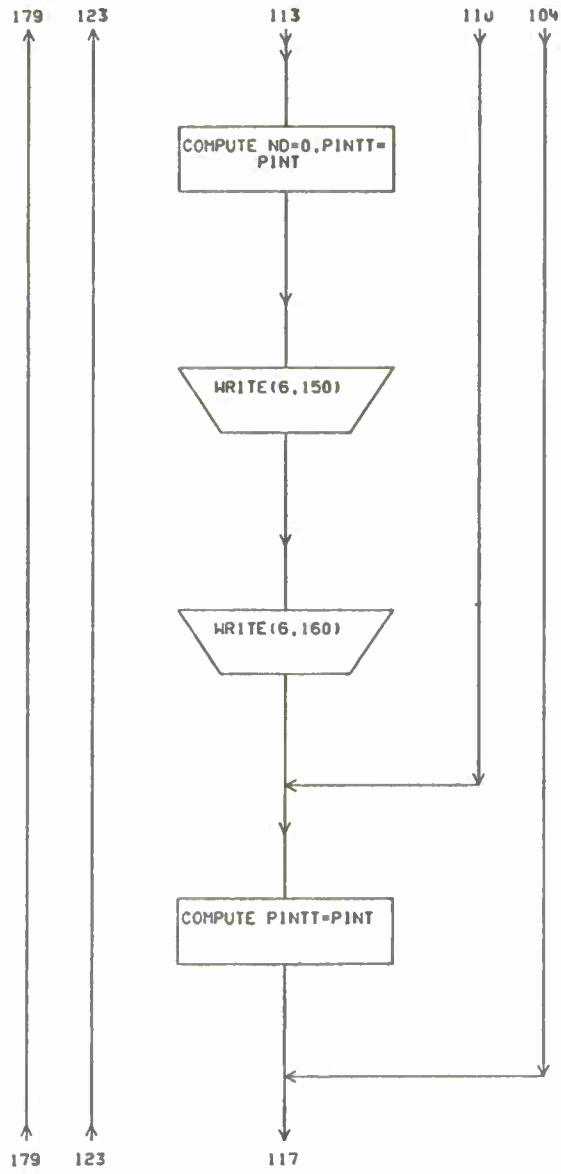 179 123 113 110 104
COMPUTE ND=0,PINTT=
PINT
WRITE(6,150)
WRITE(6,160)
COMPUTE PINTT=PINT
179 123 117